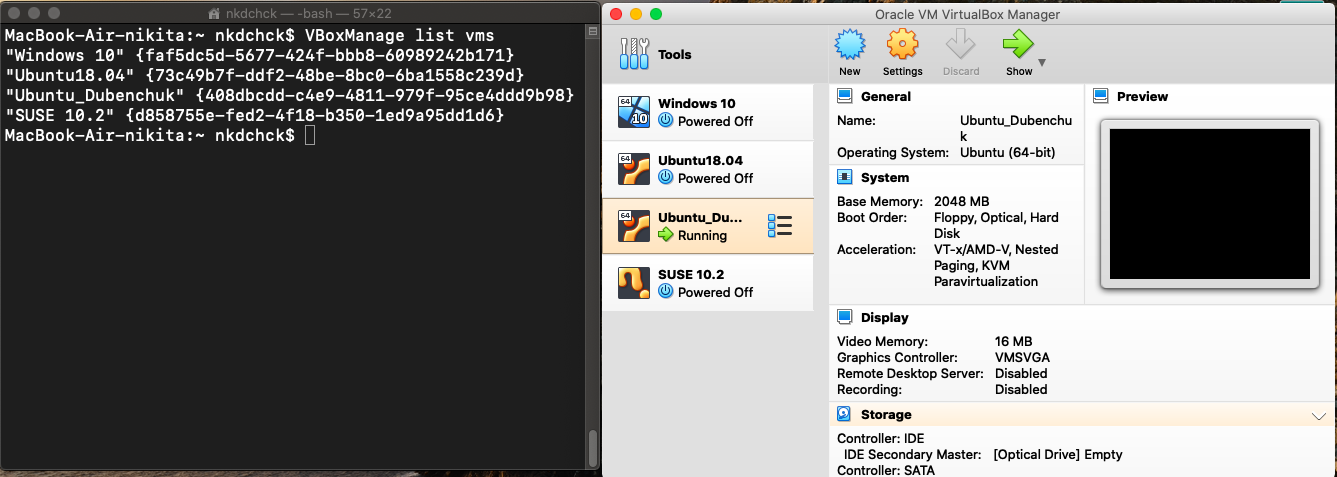 nkdchck — -bash — 57×22
MacBook-Air-nikita:~ nkdchck$ VBoxManage list vms
"Windows 10" {faf5dc5d-5677-424f-bbb8-60989242b171}
"Ubuntu18.04" {73c49b7f-ddf2-48be-8bc0-6ba1558c239d}
"Ubuntu_Dubenchuk" {408dbcdd-c4e9-4811-979f-95ce4ddd9b98}
"SUSE 10.2" {d858755e-fed2-4f18-b350-1ed9a95dd1d6}
MacBook-Air-nikita:~ nkdchck$
Oracle VM VirtualBox Manager
Tools
New Settings Discard Show
64
10
Windows 10
Powered Off
64
Ubuntu18.04
Powered Off
64
Ubuntu_Du...
Running
SUSE 10.2
Powered Off
General
Name: Ubuntu_Dubenchu
k
Operating System: Ubuntu (64-bit)
System
Base Memory: 2048 MB
Boot Order: Floppy, Optical, Hard
Disk
Acceleration: VT-x/AMD-V, Nested
Paging, KVM
Paravirtualization
Preview
Display
Video Memory: 16 MB
Graphics Controller: VMSVGA
Remote Desktop Server: Disabled
Recording: Disabled
Storage
Controller: IDE
IDE Secondary Master: [Optical Drive] Empty
Controller: SATA